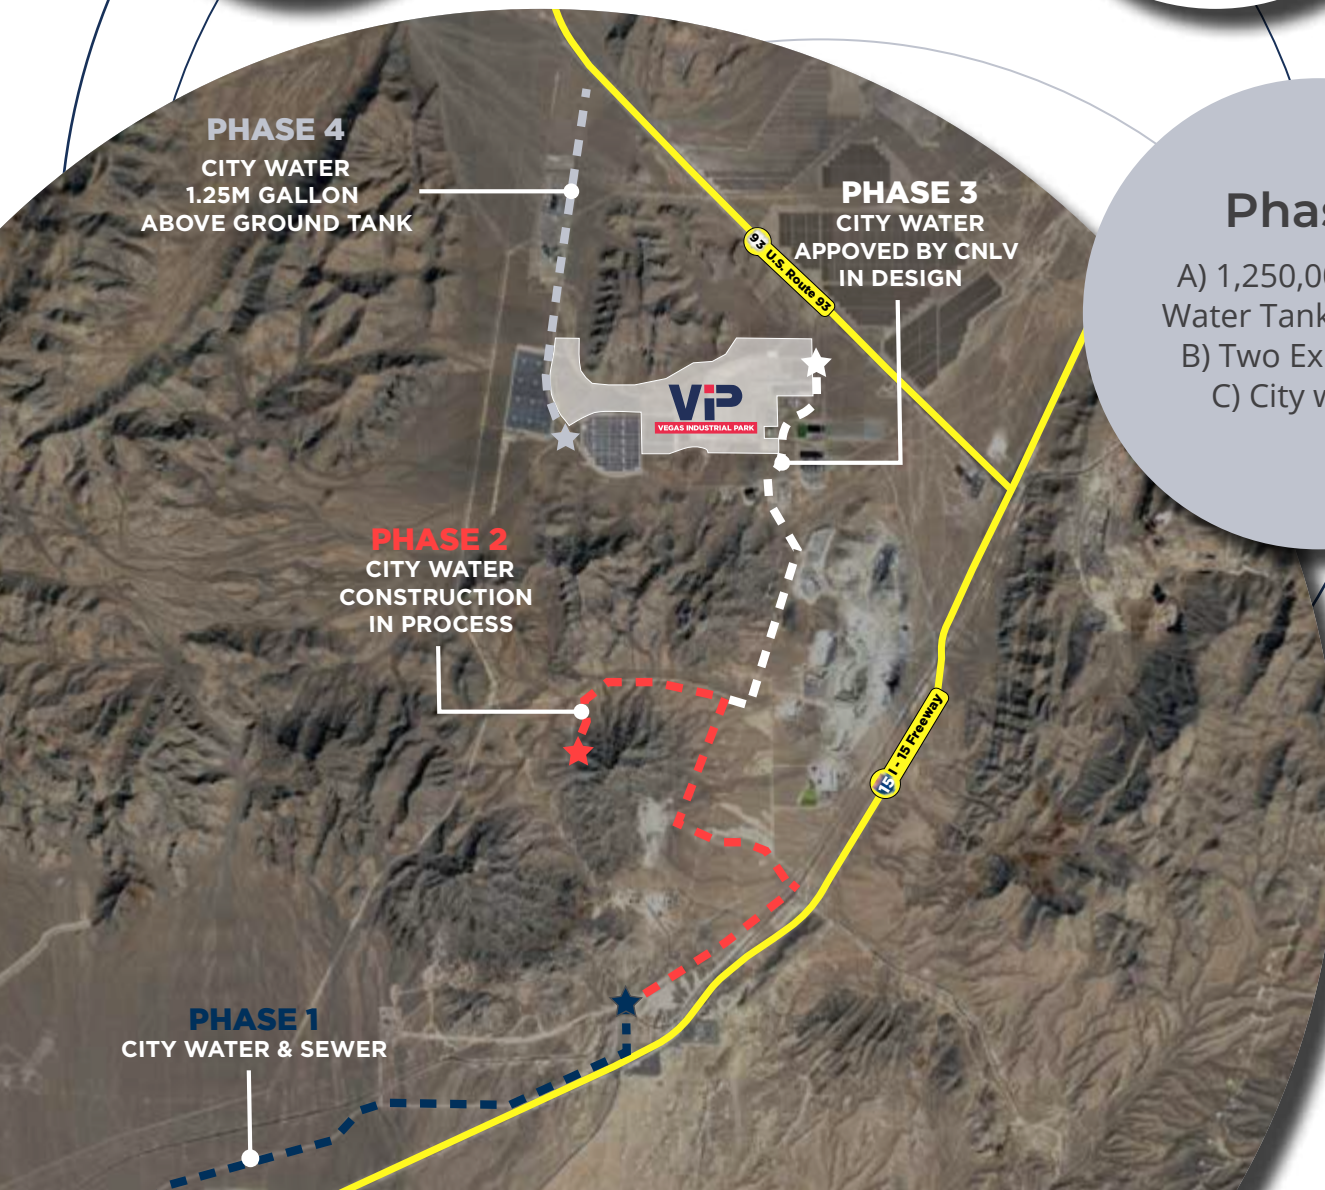 PHASE 4
CITY WATER
1.25M GALLON
ABOVE GROUND TANK
PHASE 3
CITY WATER
APPOVED BY CNLV
IN DESIGN
93 U.S. Route 93
VIP
VEGAS INDUSTRIAL PARK
PHASE 2
CITY WATER
CONSTRUCTION
IN PROCESS
15 I - 15 Freeway
PHASE 1
CITY WATER & SEWER
Phas
A) 1,250,00
Water Tank
B) Two Ex
C) City w